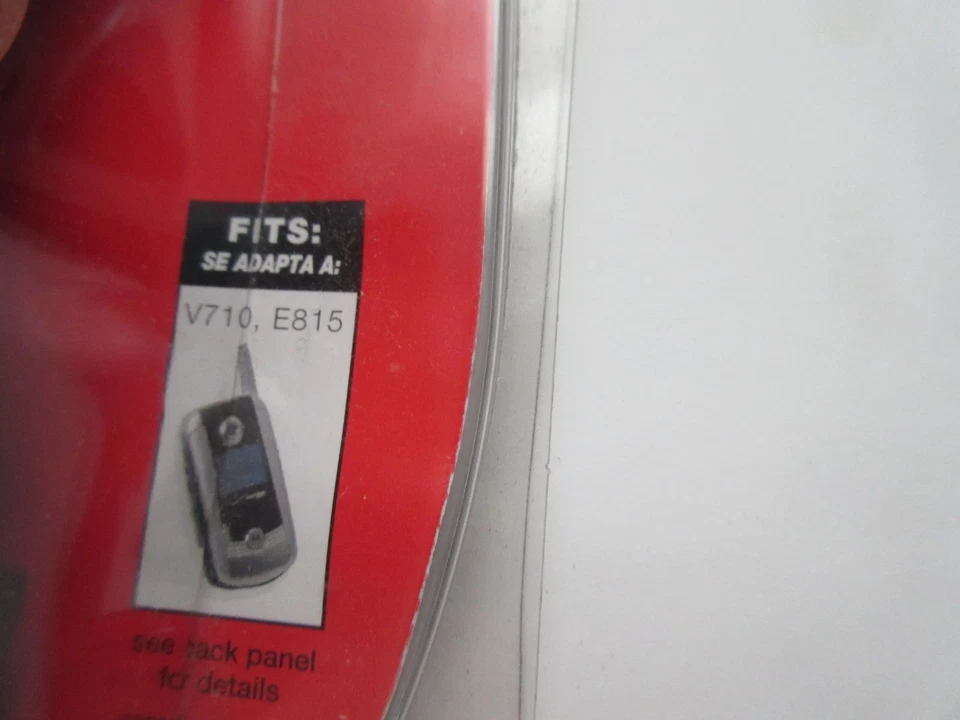 FITS:
SE ADAPTA A:
V710, E815
see back panel
for details